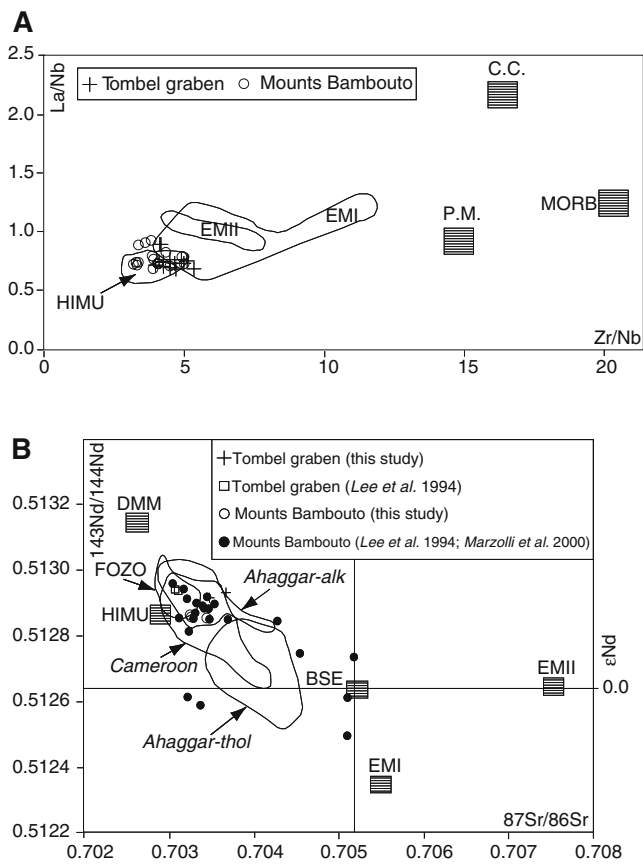 A
La/Nb
2.5
2.0
1.5
1.0
0.5
0.0
Tombel graben
Mounts Bambouto
C.C.
MORB
P.M.
EMI
EMII
HIMU
Zr/Nb
0
5
10
15
20
B
143Nd/144Nd
0.5132
0.5130
0.5128
0.5126
0.5124
0.5122
Tombel graben (this study)
Tombel graben (Lee et al. 1994)
Mounts Bambouto (this study)
Mounts Bambouto (Lee et al. 1994; Marzolli et al. 2000)
DMM
FOZO
Ahaggar-alk
HIMU
Cameroon
BSE
EMII
εNd
0.0
Ahaggar-thol
EMI
87Sr/86Sr
0.702
0.703
0.704
0.705
0.706
0.707
0.708